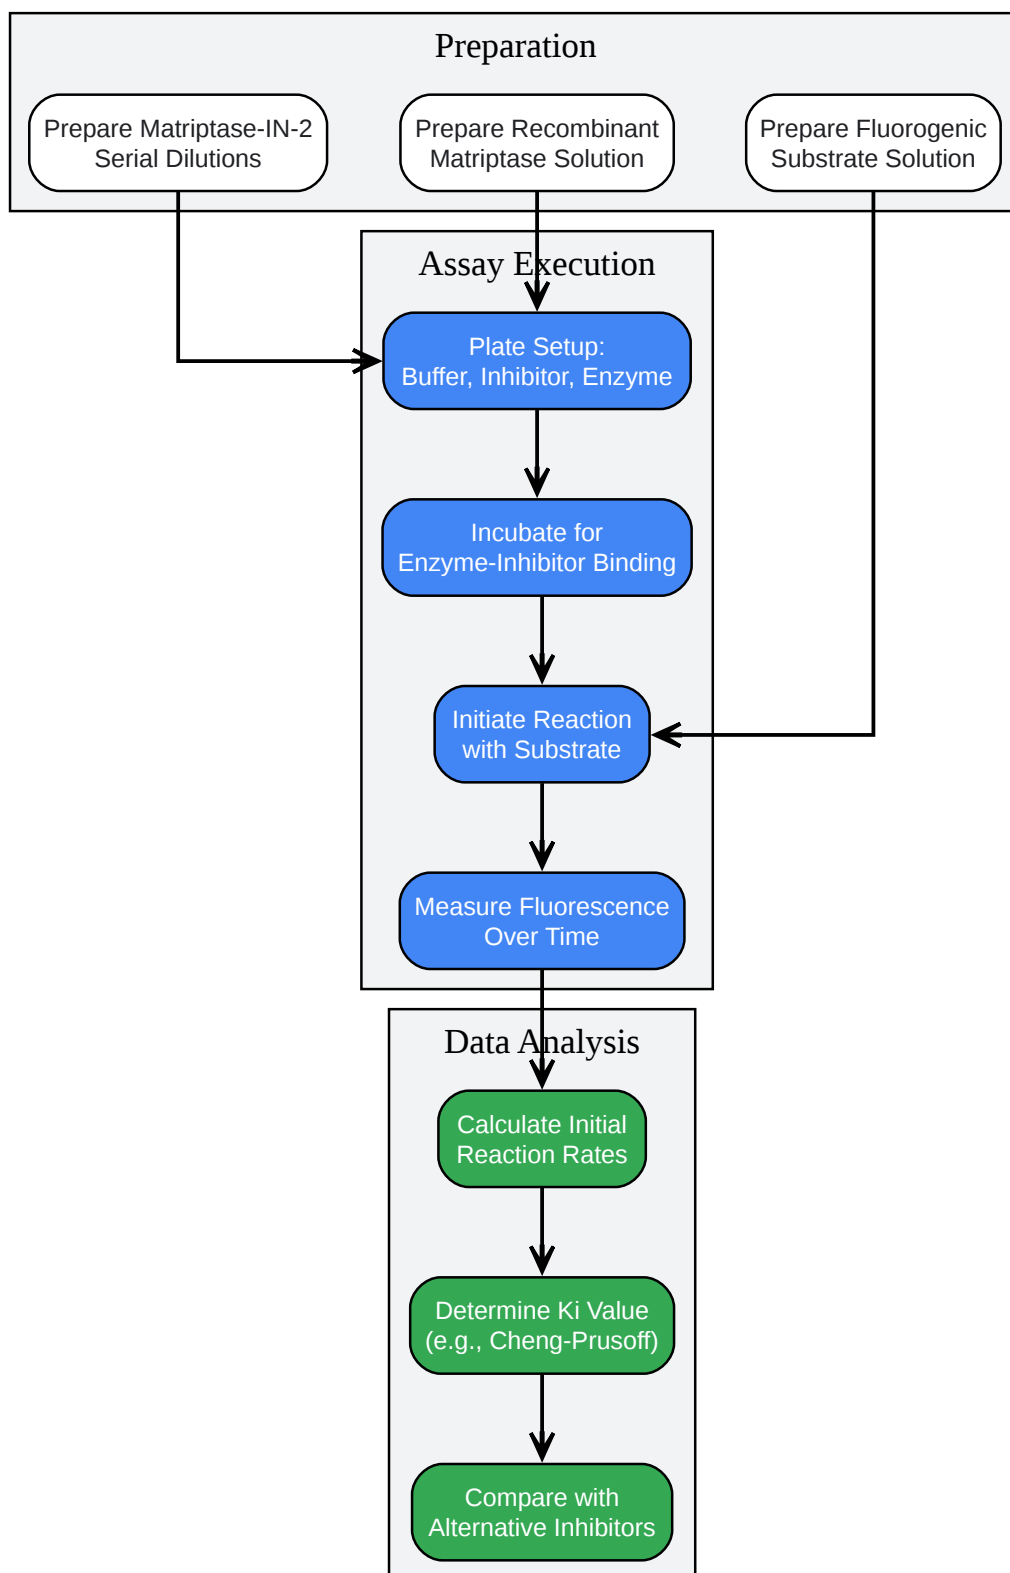 Preparation
Prepare Matriptase-IN-2
Serial Dilutions
Prepare Recombinant
Matriptase Solution
Prepare Fluorogenic
Substrate Solution
Assay Execution
Plate Setup:
Buffer, Inhibitor, Enzyme
Incubate for
Enzyme-Inhibitor Binding
Initiate Reaction
with Substrate
Measure Fluorescence
Over Time
Data Analysis
Calculate Initial
Reaction Rates
Determine Ki Value
(e.g., Cheng-Prusoff)
Compare with
Alternative Inhibitors